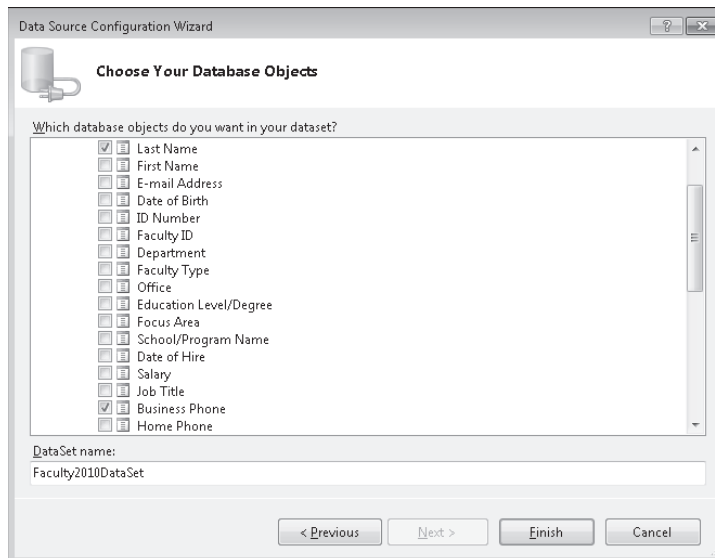 Data Source Configuration Wizard
Choose Your Database Objects
Which database objects do you want in your dataset?
Last Name
First Name
E-mail Address
Date of Birth
ID Number
Faculty ID
Department
Faculty Type
Office
Education Level/Degree
Focus Area
School/Program Name
Date of Hire
Salary
Job Title
Business Phone
Home Phone
DataSet name:
Faculty2010DataSet
< Previous Next > Finish Cancel